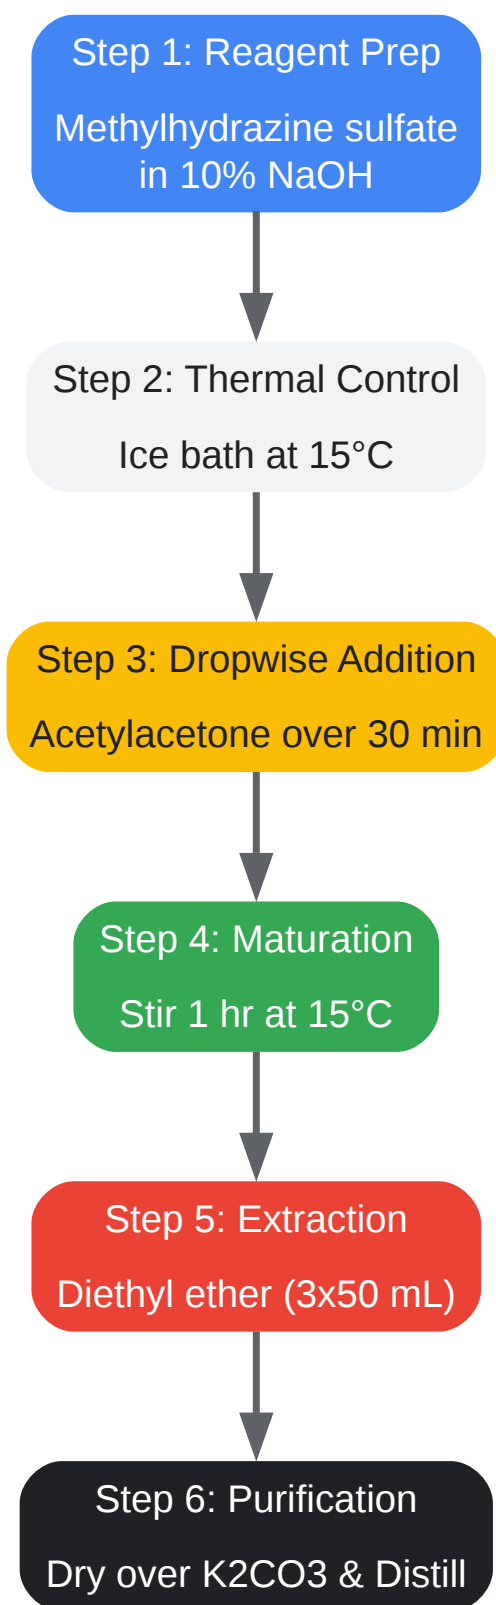 Step 1: Reagent Prep
Methylhydrazine sulfate
in 10% NaOH
Step 2: Thermal Control
Ice bath at 15°C
Step 3: Dropwise Addition
Acetylacetone over 30 min
Step 4: Maturation
Stir 1 hr at 15°C
Step 5: Extraction
Diethyl ether (3x50 mL)
Step 6: Purification
Dry over K2CO3 & Distill